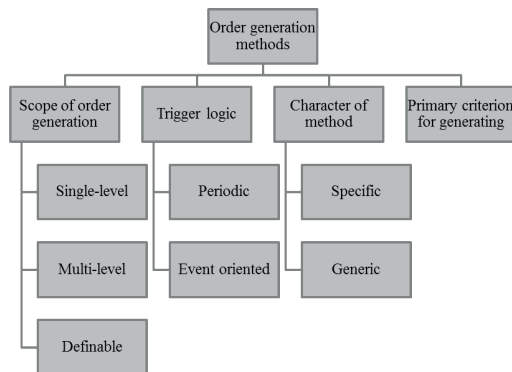 Order generation
methods
Scope of order
generation
Trigger logic
Character of
method
Primary criterion
for generating
Single-level
Periodic
Specific
Multi-level
Event oriented
Generic
Definable